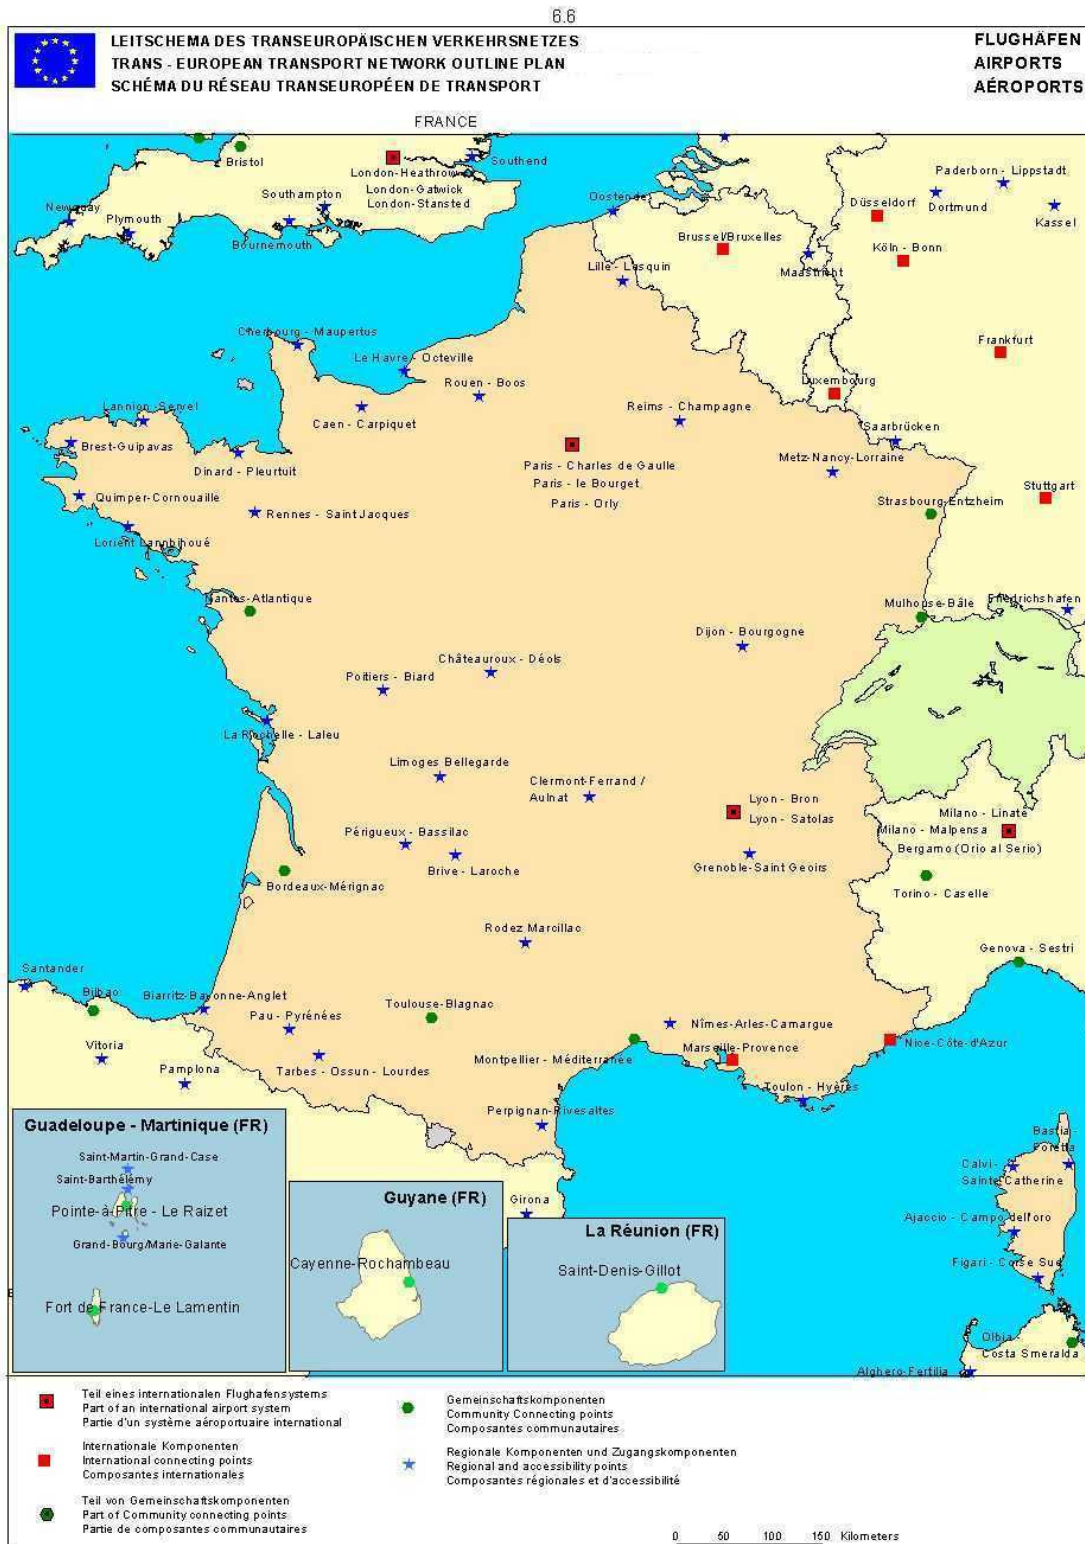 6.6
LEITSCHEMA DES TRANSEUROPÄISCHEN VERKEHRSNETZES
TRANS - EUROPEAN TRANSPORT NETWORK OUTLINE PLAN
SCHÉMA DU RÉSEAU TRANSEUROPÉEN DE TRANSPORT
FLUGHÄFEN
AIRPORTS
AÉROPORTS
FRANCE
Bristol
London-Heathrow
London-Gatwick
London-Stansted
Southend
Southampton
Newquay
Plymouth
Bournemouth
Oostende
Brussel/Bruxelles
Maastricht
Düsseldorf
Paderborn - Lippstadt
Dortmund
Kassel
Köln - Bonn
Lille - Lesquin
Frankfurt
Cherbourg - Maupertus
Le Havre - Octeville
Rouen - Boos
Luxembourg
Lannion-Servel
Caen - Carpiquet
Reims - Champagne
Saarbrücken
Brest-Guipavas
Dinard - Pleurtuit
Paris - Charles de Gaulle
Paris - le Bourget
Paris - Orly
Metz-Nancy-Lorraine
Stuttgart
Quimper-Cornouaille
Rennes - Saint Jacques
Strasbourg-Entzheim
Lorient Lannbihoué
Nantes-Atlantique
Mulhouse-Bâle
Friedrichshafen
Dijon - Bourgogne
Châteauroux - Déols
Poitiers - Biard
La Rochelle - Laleu
Limoges Bellegarde
Clermont-Ferrand /
Aulnat
Lyon - Bron
Lyon - Satolas
Milano - Linate
Milano - Malpensa
Bergamo (Orio al Serio)
Périgueux - Bassilac
Brive - Laroche
Grenoble-Saint Geoirs
Bordeaux-Mérignac
Torino - Caselle
Rodez Marcillac
Genova - Sestri
Santander
Bilbao
Biarritz-Bayonne-Anglet
Toulouse-Blagnac
Pau - Pyrénées
Nîmes-Arles-Camargue
Nice-Côte-d'Azur
Vitoria
Tarbes - Ossun - Lourdes
Montpellier - Méditerranée
Marseille-Provence
Pamplona
Toulon - Hyères
Perpignan-Rivesaltes
Bastia -
Poretta
Calvi -
Sainte Catherine
Ajaccio - Campo dell'oro
Figari - Corse Sud
Olbia -
Costa Smeralda
Alghero-Fertilia
Girona
Guadeloupe - Martinique (FR)
Saint-Martin-Grand-Case
Saint-Barthélémy
Pointe-à-Pitre - Le Raizet
Grand-Bourg/Marie-Galante
Fort de France-Le Lamentin
Guyane (FR)
Cayenne-Rochambeau
La Réunion (FR)
Saint-Denis-Gillot
Teil eines internationalen Flughafensystems
Part of an international airport system
Partie d'un système aéroportuaire international
Internationale Komponenten
International connecting points
Composantes internationales
Teil von Gemeinschaftskomponenten
Part of Community connecting points
Partie de composantes communautaires
Gemeinschaftskomponenten
Community Connecting points
Composantes communautaires
Regionale Komponenten und Zugangskomponenten
Regional and accessibility points
Composantes régionales et d'accessibilité
0 50 100 150 Kilometers